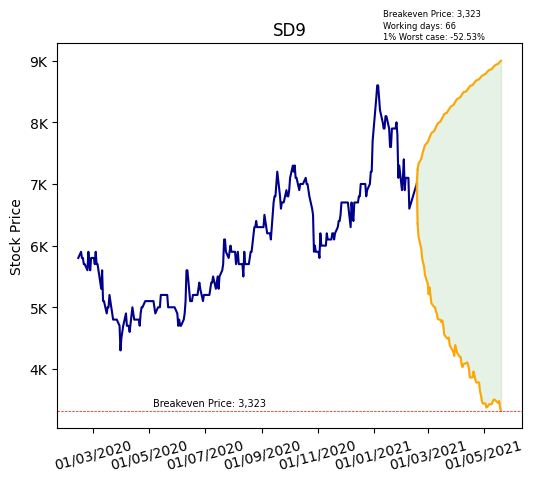 Breakeven Price: 3,323
Working days: 66
1% Worst case: -52.53%
SD9
9K
8K
7K
6K
5K
4K
Stock Price
Breakeven Price: 3,323
01/03/2020
01/05/2020
01/07/2020
01/09/2020
01/11/2020
01/01/2021
01/03/2021
01/05/2021